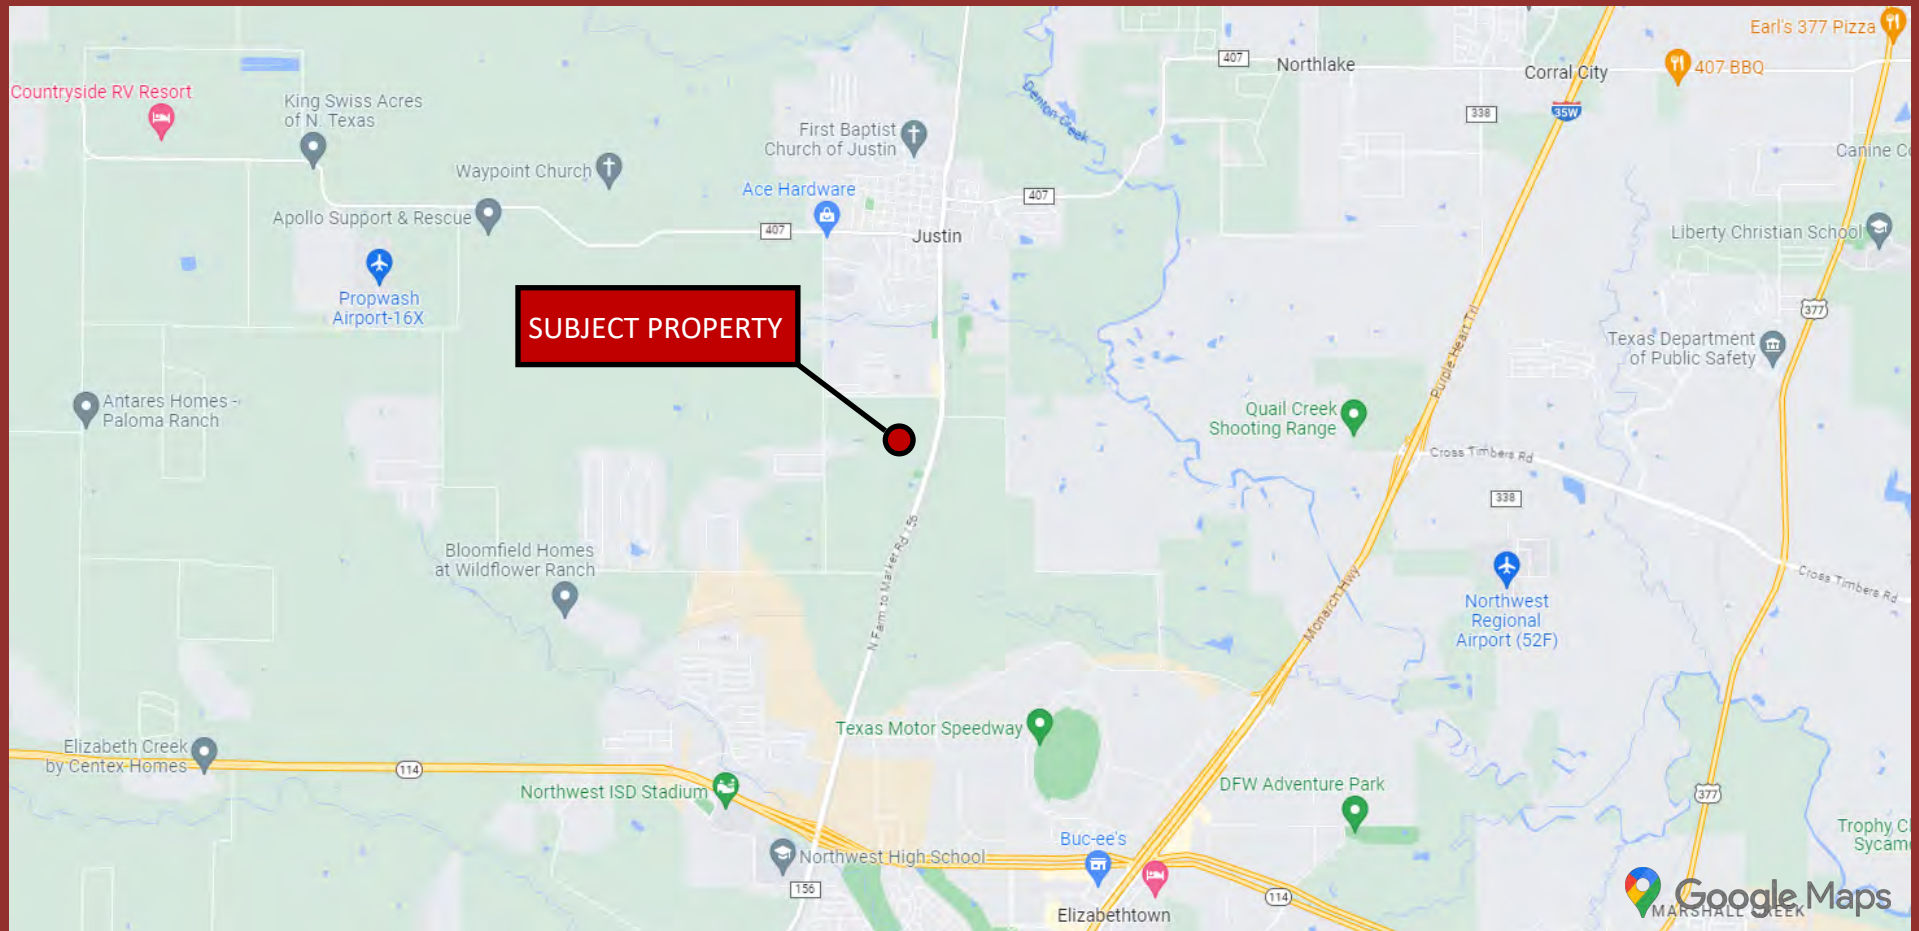 Earl's 377 Pizza
407
Northlake
Corral City
407 BBQ
Countryside RV Resort
King Swiss Acres
of N. Texas
Denton Creek
338
35W
First Baptist
Church of Justin
Canine
Waypoint Church
Ace Hardware
407
Apollo Support & Rescue
407
Justin
Liberty Christian School
Propwash
Airport-16X
SUBJECT PROPERTY
377
Purple Heart Trl
Texas Department
of Public Safety
Antares Homes -
Paloma Ranch
Quail Creek
Shooting Range
Cross Timbers Rd
338
N Farm to Market Rd 156
Bloomfield Homes
at Wildflower Ranch
Monarch Hwy
Cross Timbers Rd
Northwest
Regional
Airport (52F)
Texas Motor Speedway
Elizabeth Creek
by Centex Homes
114
Northwest ISD Stadium
DFW Adventure Park
377
Buc-ee's
Trophy
Northwest High School
156
114
Elizabethtown
Google Maps
MARSHALL CREEK